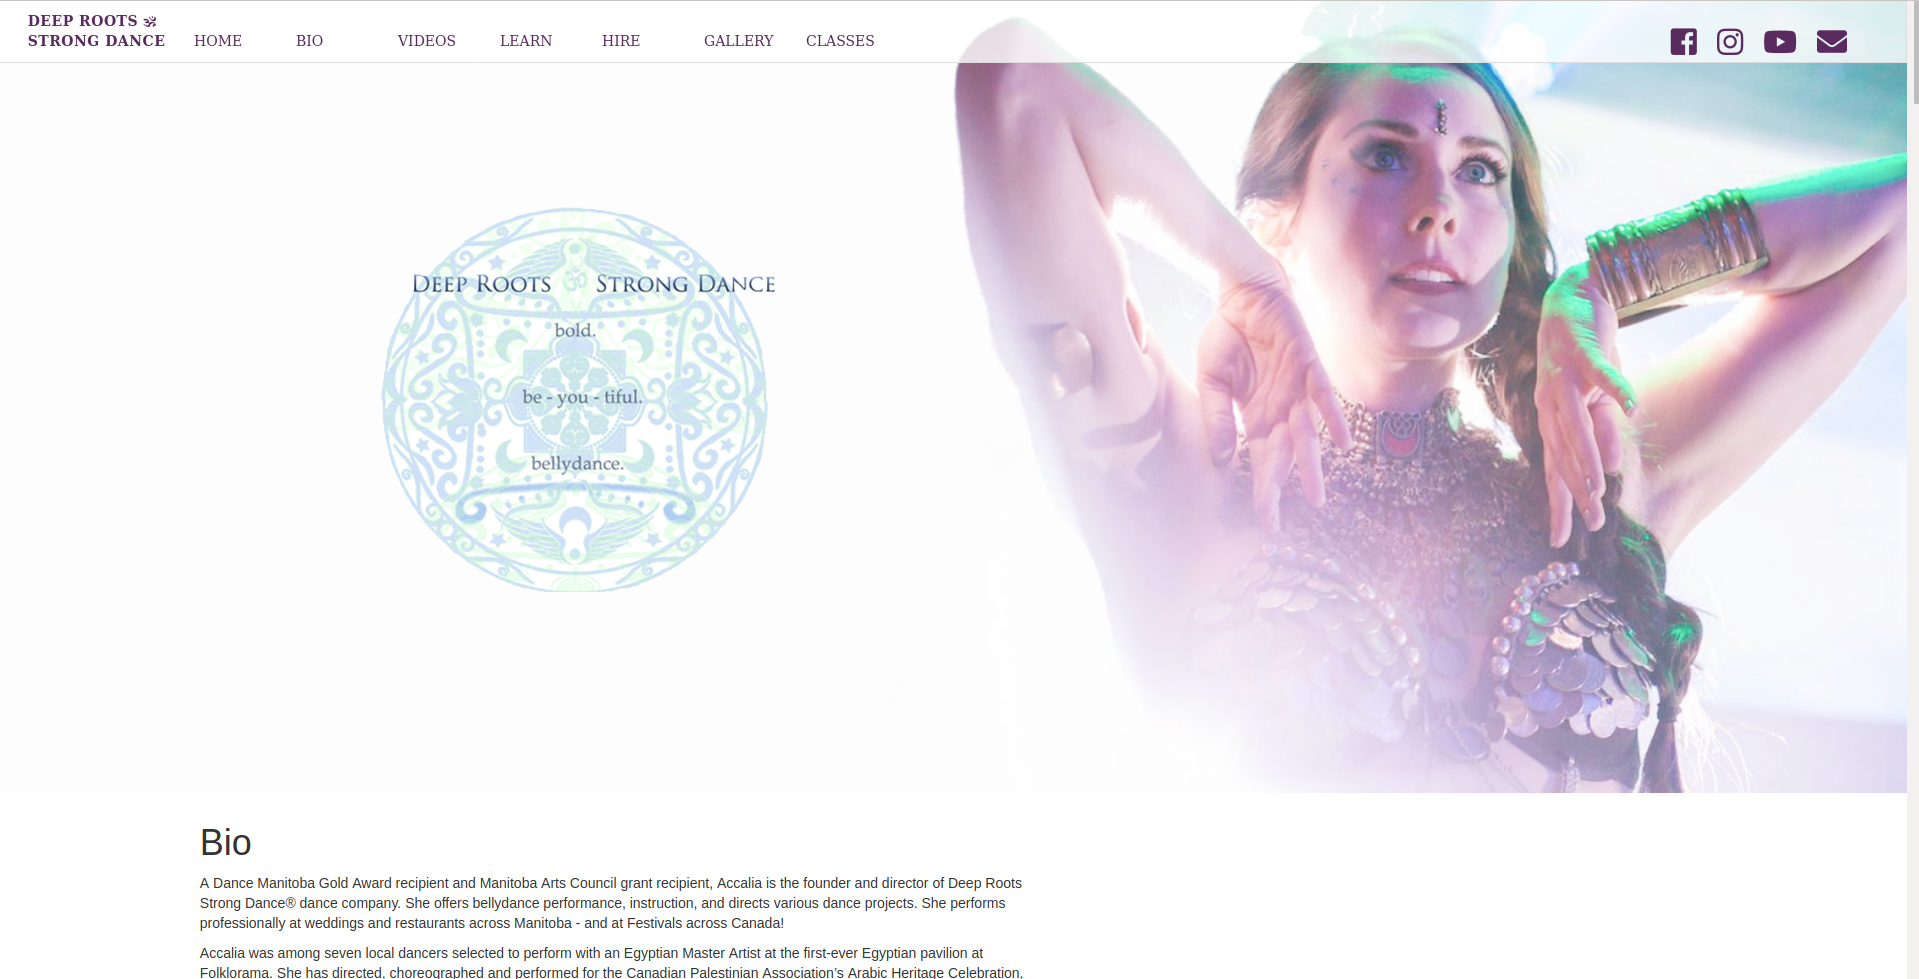 DEEP ROOTS ॐ
STRONG DANCE
HOME
BIO
VIDEOS
LEARN
HIRE
GALLERY
CLASSES
DEEP ROOTS ॐ STRONG DANCE
bold.
be - you - tiful.
bellydance.
Bio
A Dance Manitoba Gold Award recipient and Manitoba Arts Council grant recipient, Accalia is the founder and director of Deep Roots
Strong Dance® dance company. She offers bellydance performance, instruction, and directs various dance projects. She performs
professionally at weddings and restaurants across Manitoba - and at Festivals across Canada!
Accalia was among seven local dancers selected to perform with an Egyptian Master Artist at the first-ever Egyptian pavilion at
Folklorama. She has directed, choreographed and performed for the Canadian Palestinian Association’s Arabic Heritage Celebration,